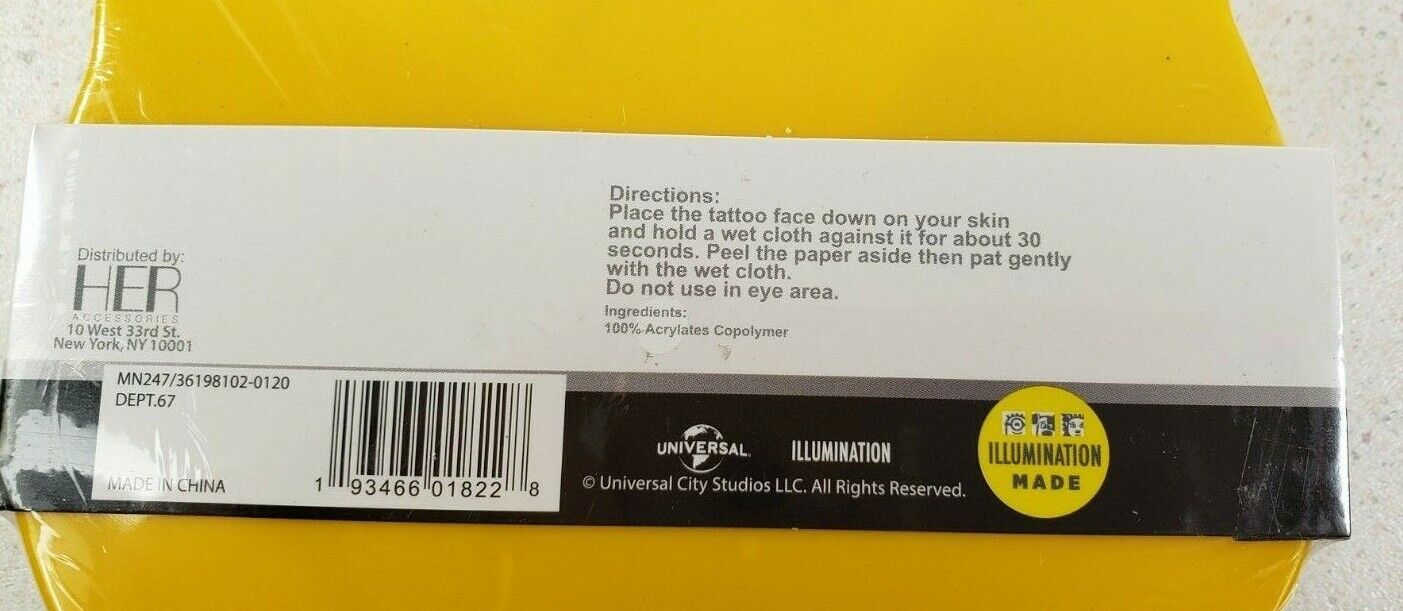 Directions:
Place the tattoo face down on your skin
and hold a wet cloth against it for about 30
seconds. Peel the paper aside then pat gently
with the wet cloth.
Do not use in eye area.
Ingredients:
100% Acrylates Copolymer
Distributed by:
HER
ACCESSORIES
10 West 33rd St.
New York, NY 10001
MN247/36198102-0120
DEPT.67
MADE IN CHINA
1 93466 01822 8
UNIVERSAL
ILLUMINATION
© Universal City Studios LLC. All Rights Reserved.
ILLUMINATION
MADE